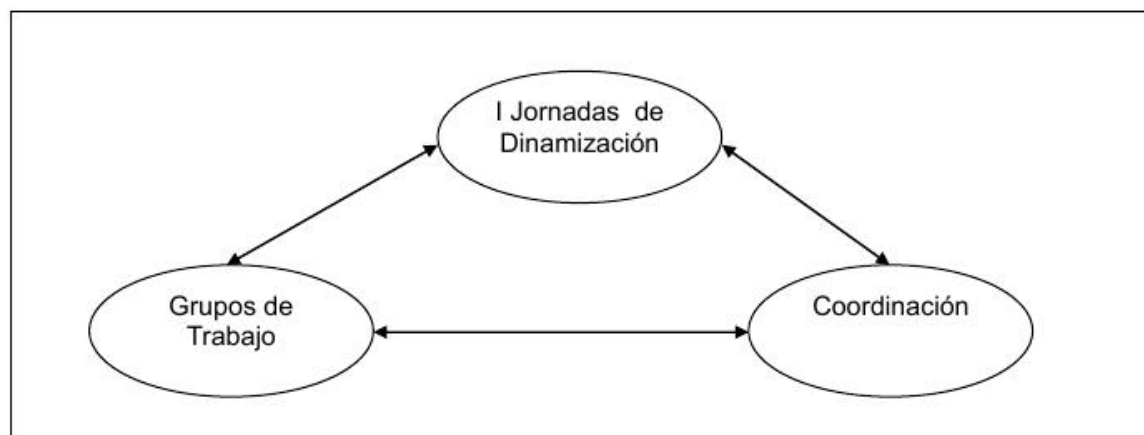 I Jornadas de
Dinamización
Grupos de
Trabajo
Coordinación